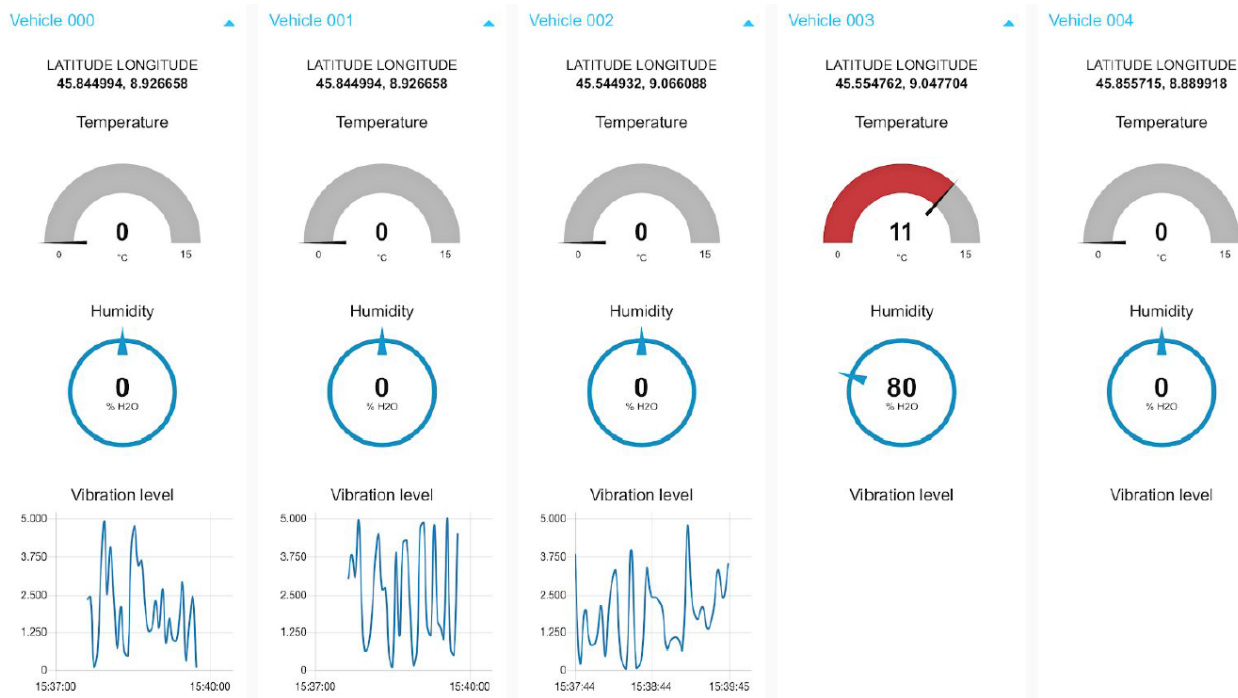 Vehicle 000
LATITUDE LONGITUDE
45.844994, 8.926658
Temperature
0
0 °C 15
Humidity
0
% H2O
Vibration level
5.000
3.750
2.500
1.250
0
15:37:00 15:40:00
Vehicle 001
LATITUDE LONGITUDE
45.844994, 8.926658
Temperature
0
0 °C 15
Humidity
0
% H2O
Vibration level
5.000
3.750
2.500
1.250
0
15:37:00 15:40:00
Vehicle 002
LATITUDE LONGITUDE
45.544932, 9.066088
Temperature
0
0 °C 15
Humidity
0
% H2O
Vibration level
5.000
3.750
2.500
1.250
0
15:37:44 15:38:44 15:39:45
Vehicle 003
LATITUDE LONGITUDE
45.554762, 9.047704
Temperature
11
0 °C 15
Humidity
80
% H2O
Vibration level
Vehicle 004
LATITUDE LONGITUDE
45.855715, 8.889918
Temperature
0
0 °C 15
Humidity
0
% H2O
Vibration level